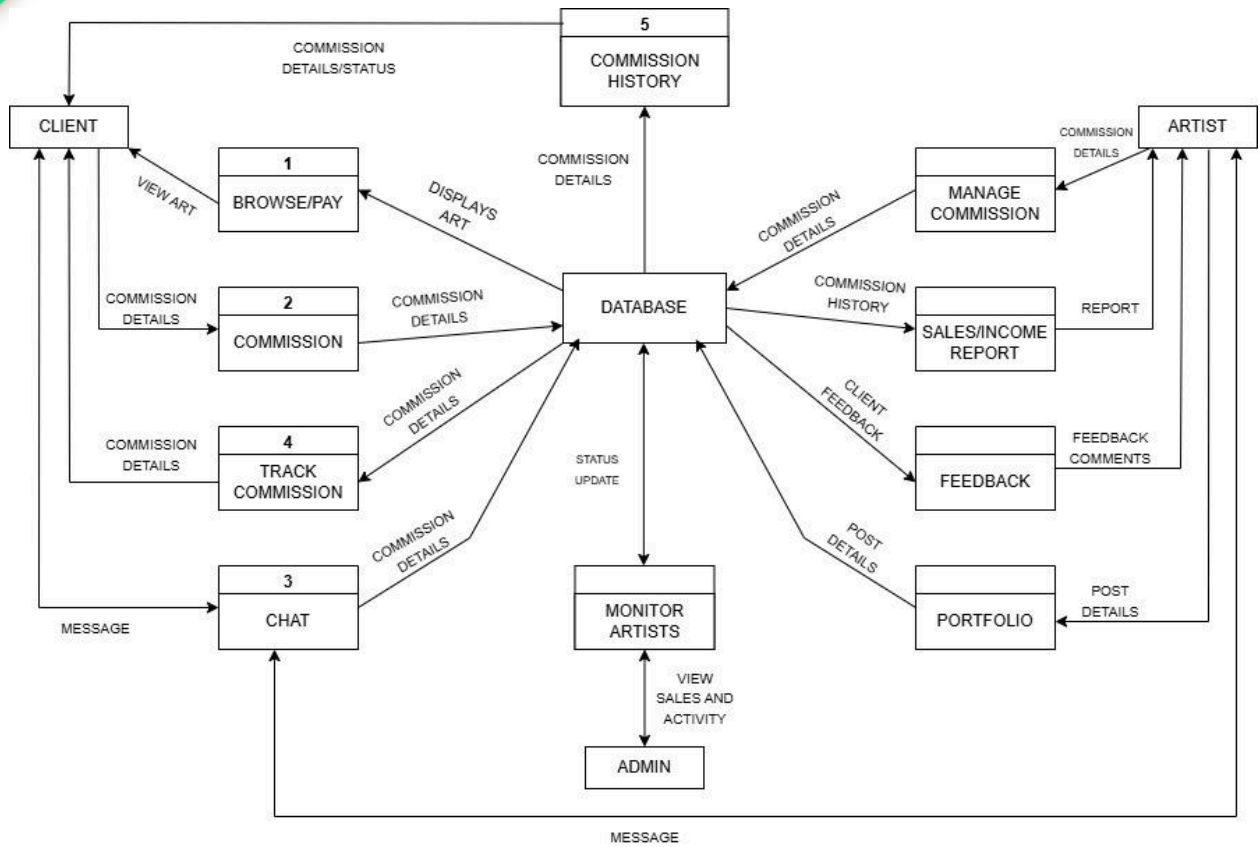 5
COMMISSION
HISTORY
COMMISSION
DETAILS/STATUS
CLIENT
ARTIST
COMMISSION
DETAILS
1
BROWSE/PAY
VIEW ART
DISPLAYS
ART
COMMISSION
DETAILS
MANAGE
COMMISSION
COMMISSION
DETAILS
2
COMMISSION
COMMISSION
DETAILS
COMMISSION
DETAILS
DATABASE
COMMISSION
HISTORY
SALES/INCOME
REPORT
REPORT
4
TRACK
COMMISSION
COMMISSION
DETAILS
COMMISSION
DETAILS
STATUS
UPDATE
CLIENT
FEEDBACK
FEEDBACK
FEEDBACK
COMMENTS
3
CHAT
MESSAGE
COMMISSION
DETAILS
MONITOR
ARTISTS
POST
DETAILS
PORTFOLIO
POST
DETAILS
VIEW
SALES AND
ACTIVITY
ADMIN
MESSAGE